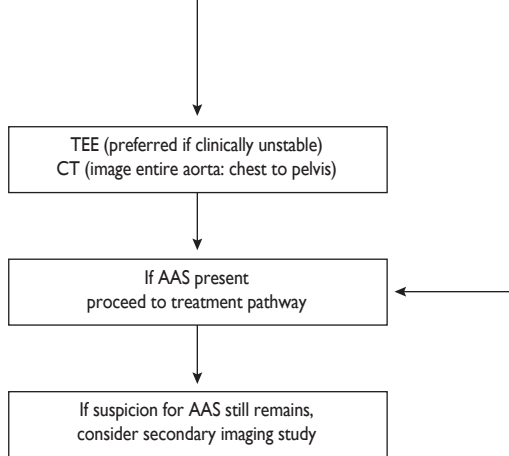 TEE (preferred if clinically unstable)
CT (image entire aorta: chest to pelvis)
If AAS present
proceed to treatment pathway
If suspicion for AAS still remains,
consider secondary imaging study